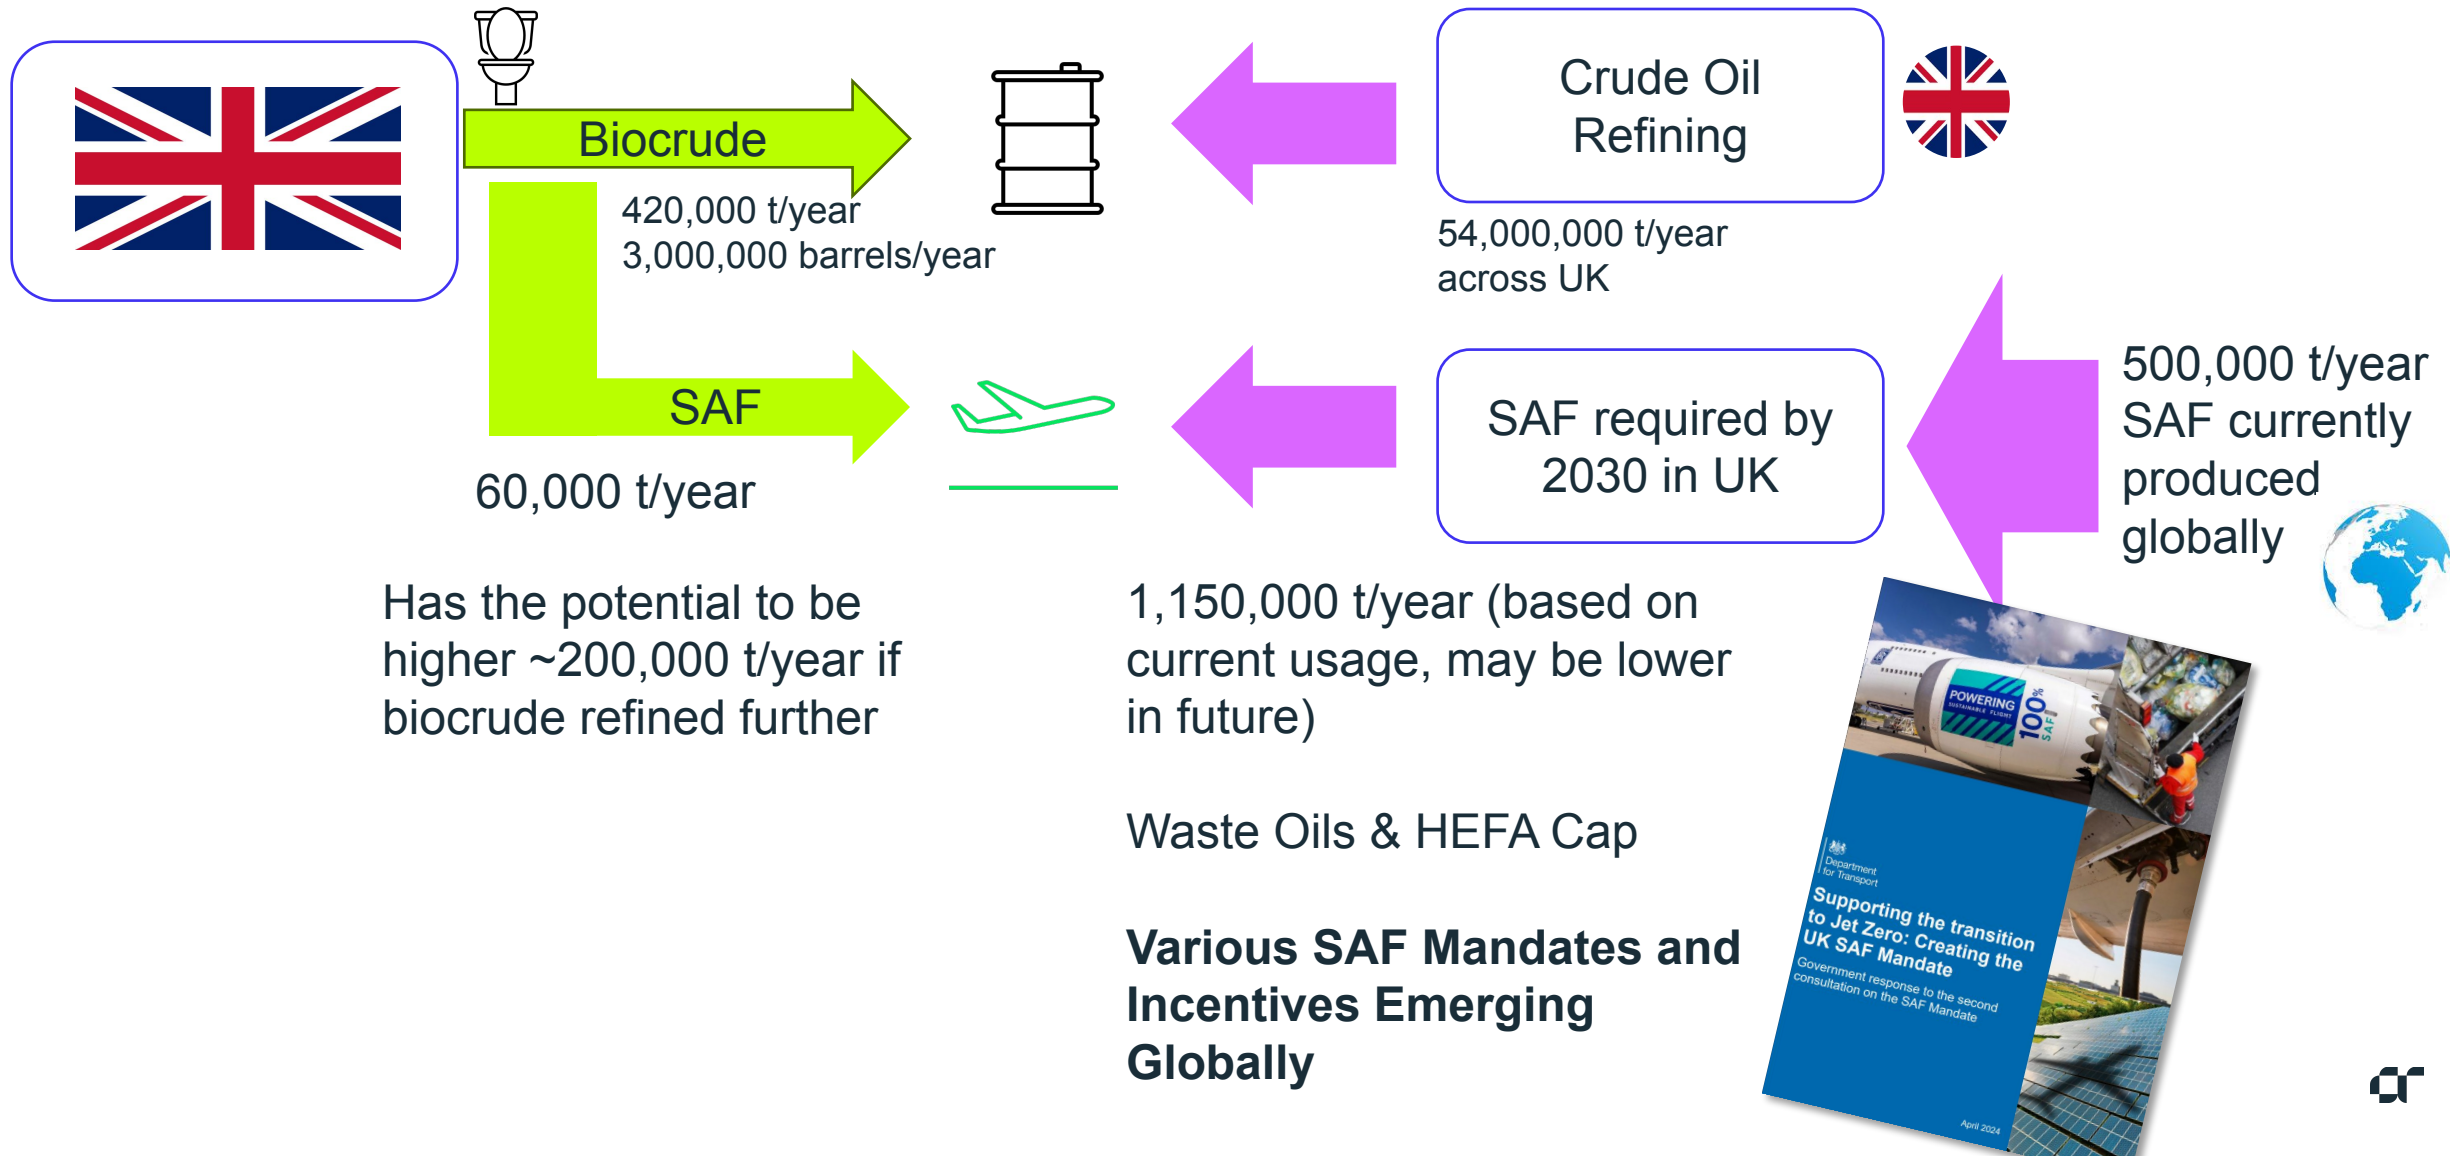 Biocrude
420,000 t/year
3,000,000 barrels/year
Crude Oil
Refining
54,000,000 t/year
across UK
SAF
60,000 t/year
Has the potential to be
higher ~200,000 t/year if
biocrude refined further
SAF required by
2030 in UK
500,000 t/year
SAF currently
produced
globally
1,150,000 t/year (based on
current usage, may be lower
in future)
Waste Oils & HEFA Cap
Various SAF Mandates and
Incentives Emerging
Globally
POWERING
SUSTAINABLE FLIGHT
100%
SAF
Department
for Transport
Supporting the transition
to Jet Zero: Creating the
UK SAF Mandate
Government response to the second
consultation on the SAF Mandate
April 2024